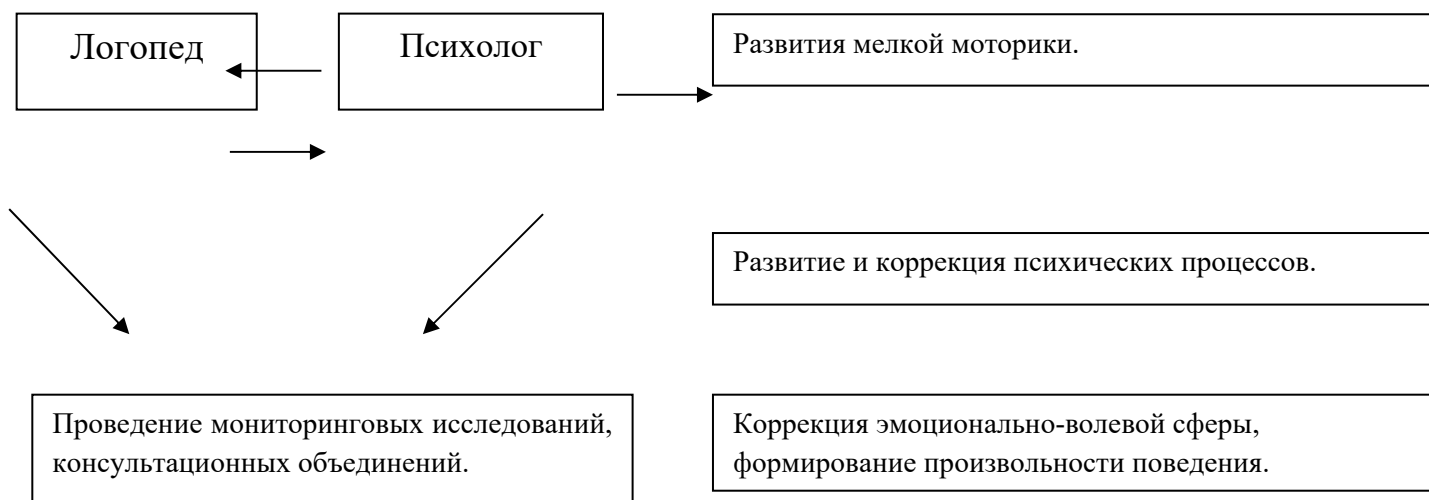 Логопед
Психолог
Развития мелкой моторики.
Развитие и коррекция психических процессов.
Проведение мониторинговых исследований,
консультационных объединений.
Коррекция эмоционально-волевой сферы,
формирование произвольности поведения.